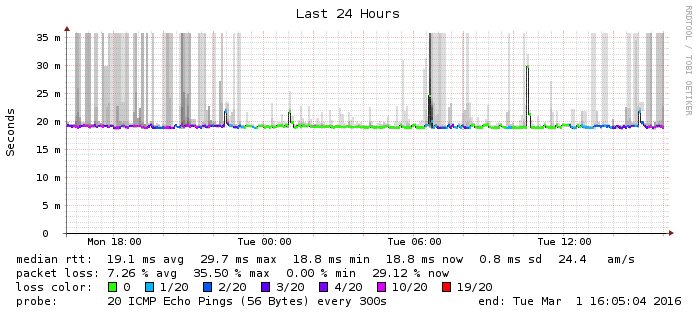 Last 24 Hours
RRDTOOL / TOBI OETIKER
Seconds
35 m
30 m
25 m
20 m
15 m
10 m
5 m
0
Mon 18:00 Tue 00:00 Tue 06:00 Tue 12:00
median rtt: 19.1 ms avg 29.7 ms max 18.8 ms min 18.8 ms now 0.8 ms sd 24.4 am/s
packet loss: 7.26 % avg 35.50 % max 0.00 % min 29.12 % now
loss color: 0 1/20 2/20 3/20 4/20 10/20 19/20
probe: 20 ICMP Echo Pings (56 Bytes) every 300s end: Tue Mar 1 16:05:04 2016